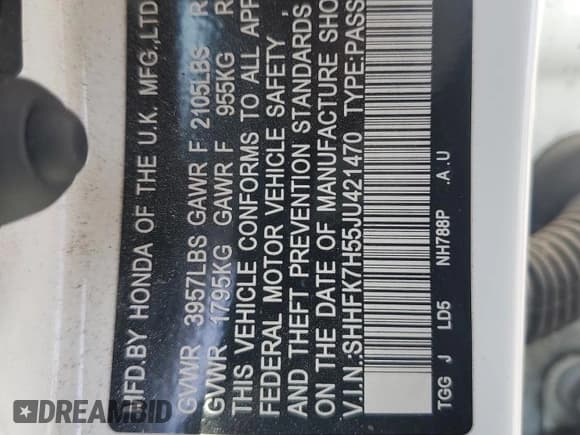 MFD.BY HONDA OF THE U.K. MFG.,LTD
GVWR 3957LBS GAWR F 2105LBS R
GVWR 1795KG GAWR F 955KG R
THIS VEHICLE CONFORMS TO ALL APP
FEDERAL MOTOR VEHICLE SAFETY
AND THEFT PREVENTION STANDARDS,
ON THE DATE OF MANUFACTURE SHO
V.I.N.:SHHFK7H55JU421470 TYPE:PASS
TGG J LD5 NH788P .A.U
DREAMBID